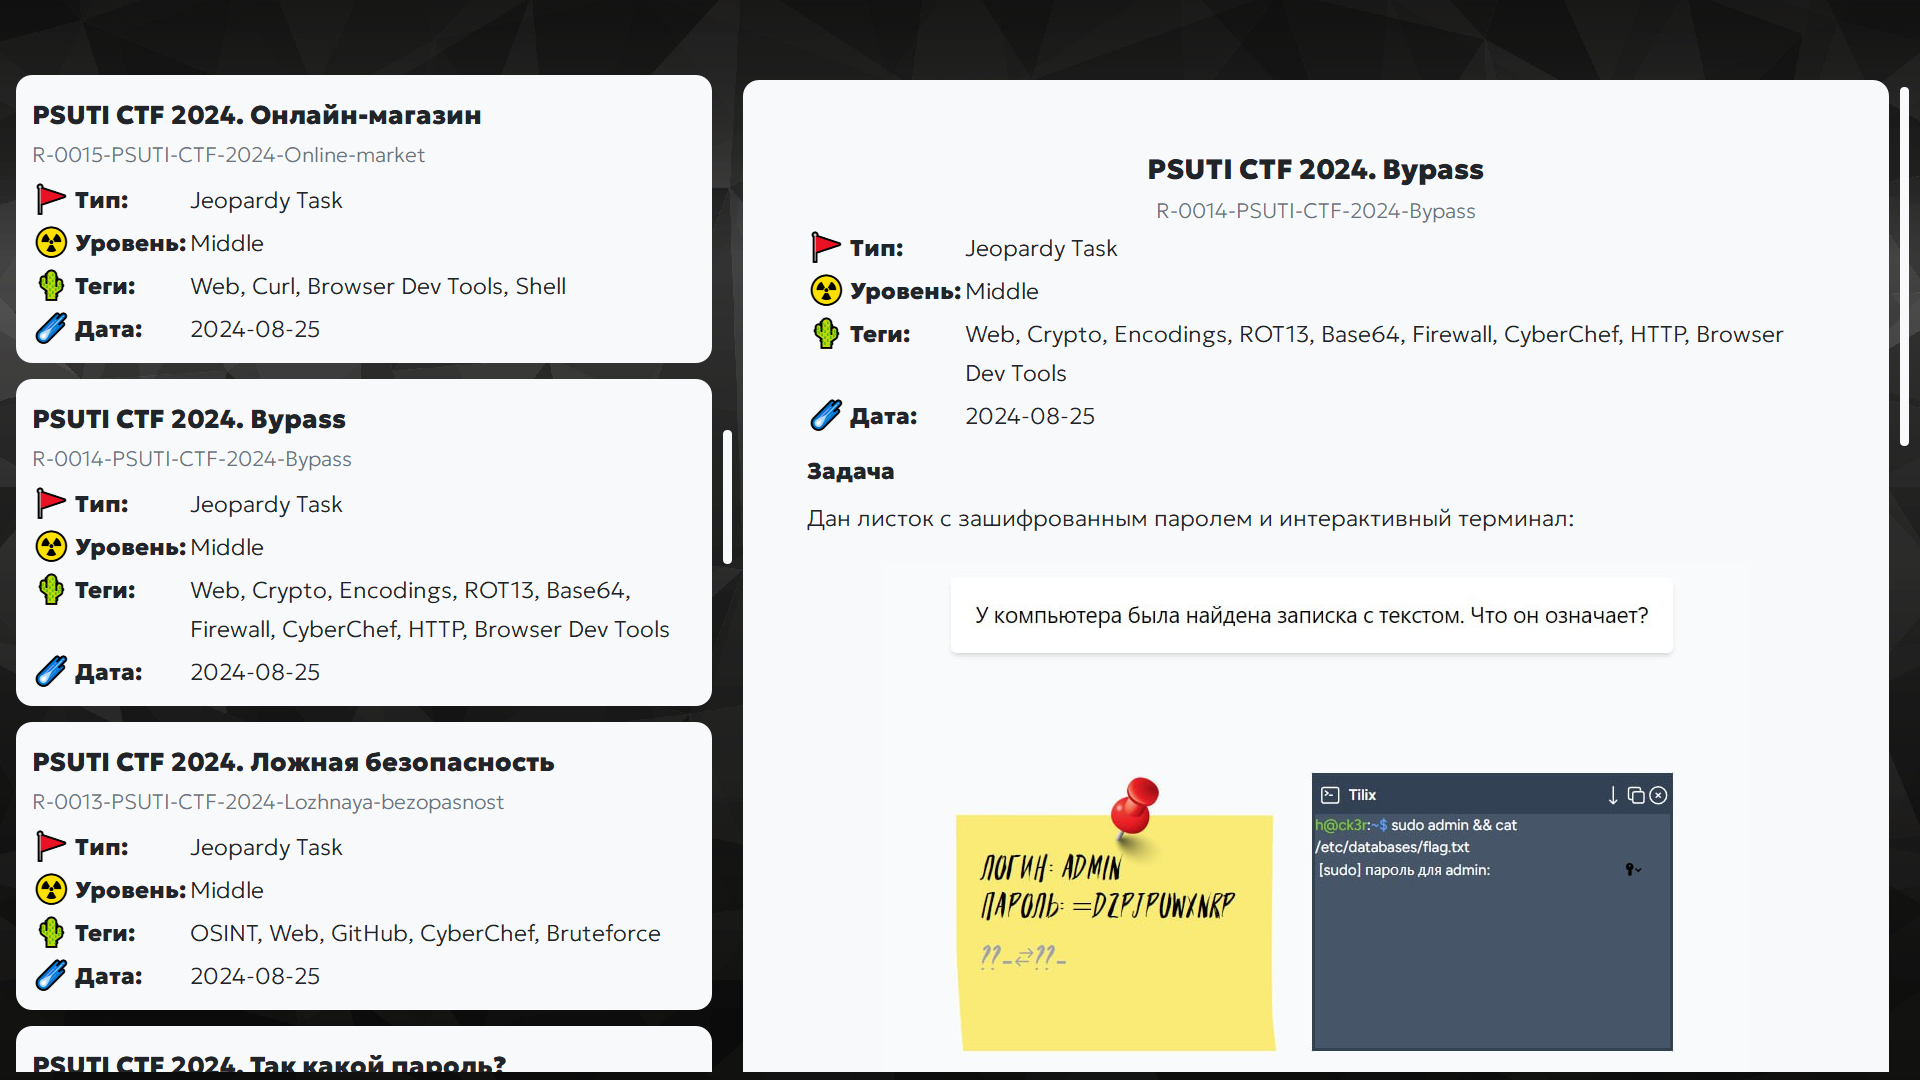 PSUTI CTF 2024. Онлайн-магазин
R-0015-PSUTI-CTF-2024-Online-market
Тип: Jeopardy Task
Уровень: Middle
Теги: Web, Curl, Browser Dev Tools, Shell
Дата: 2024-08-25
PSUTI CTF 2024. Bypass
R-0014-PSUTI-CTF-2024-Bypass
Тип: Jeopardy Task
Уровень: Middle
Теги: Web, Crypto, Encodings, ROT13, Base64,
Firewall, CyberChef, HTTP, Browser Dev Tools
Дата: 2024-08-25
PSUTI CTF 2024. Ложная безопасность
R-0013-PSUTI-CTF-2024-Lozhnaya-bezopasnost
Тип: Jeopardy Task
Уровень: Middle
Теги: OSINT, Web, GitHub, CyberChef, Bruteforce
Дата: 2024-08-25
PSUTI CTF 2024. Так какой пароль?
PSUTI CTF 2024. Bypass
R-0014-PSUTI-CTF-2024-Bypass
Тип: Jeopardy Task
Уровень: Middle
Теги: Web, Crypto, Encodings, ROT13, Base64, Firewall, CyberChef, HTTP, Browser
Dev Tools
Дата: 2024-08-25
Задача
Дан листок с зашифрованным паролем и интерактивный терминал:
У компьютера была найдена записка с текстом. Что он означает?
ЛОГИН: ADMIN
ПАРОЛЬ: =DZPJPUWXNRP
??-⇄??-
Tilix
h@ck3r:~$ sudo admin && cat
/etc/databases/flag.txt
[sudo] пароль для admin: